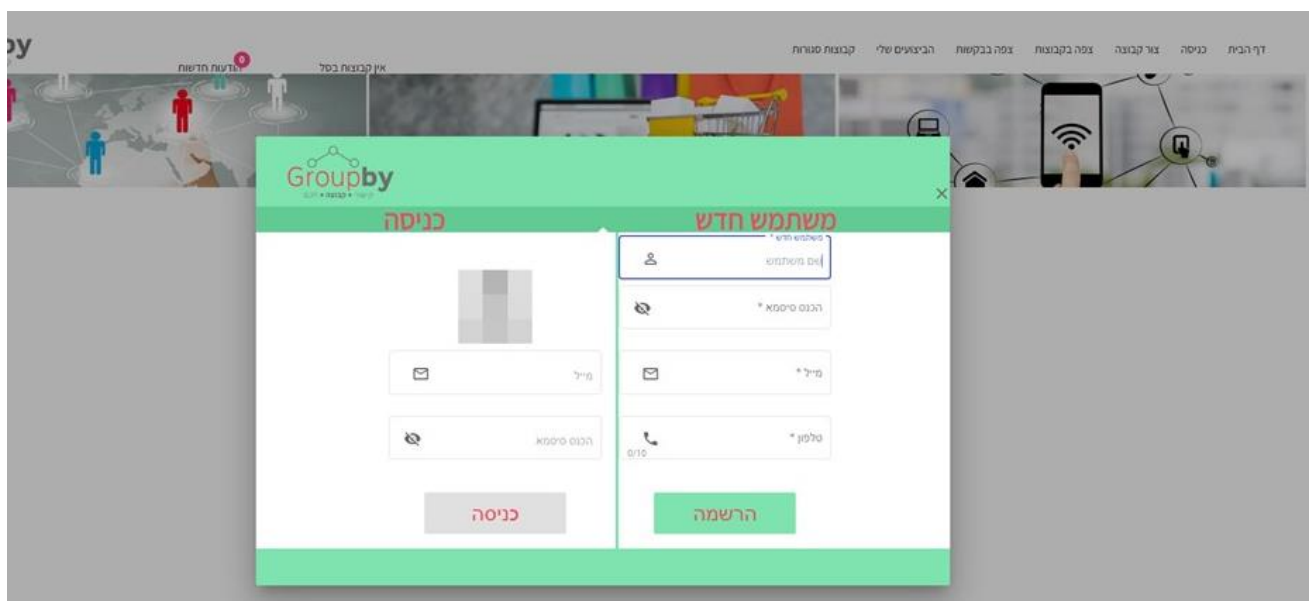 דף הבית כניסה צור קבוצה צפה בקבוצות צפה בבקשות הביצועים שלי קבוצות סגורות
אין קבוצות בסל
0
הודעות חדשות
by
Groupby
משתמש חדש
כניסה
משתמש חדש *
שם משתמש
הכנס סיסמא *
מייל *
טלפון *
0/10
הרשמה
מייל
הכנס סיסמא
כניסה